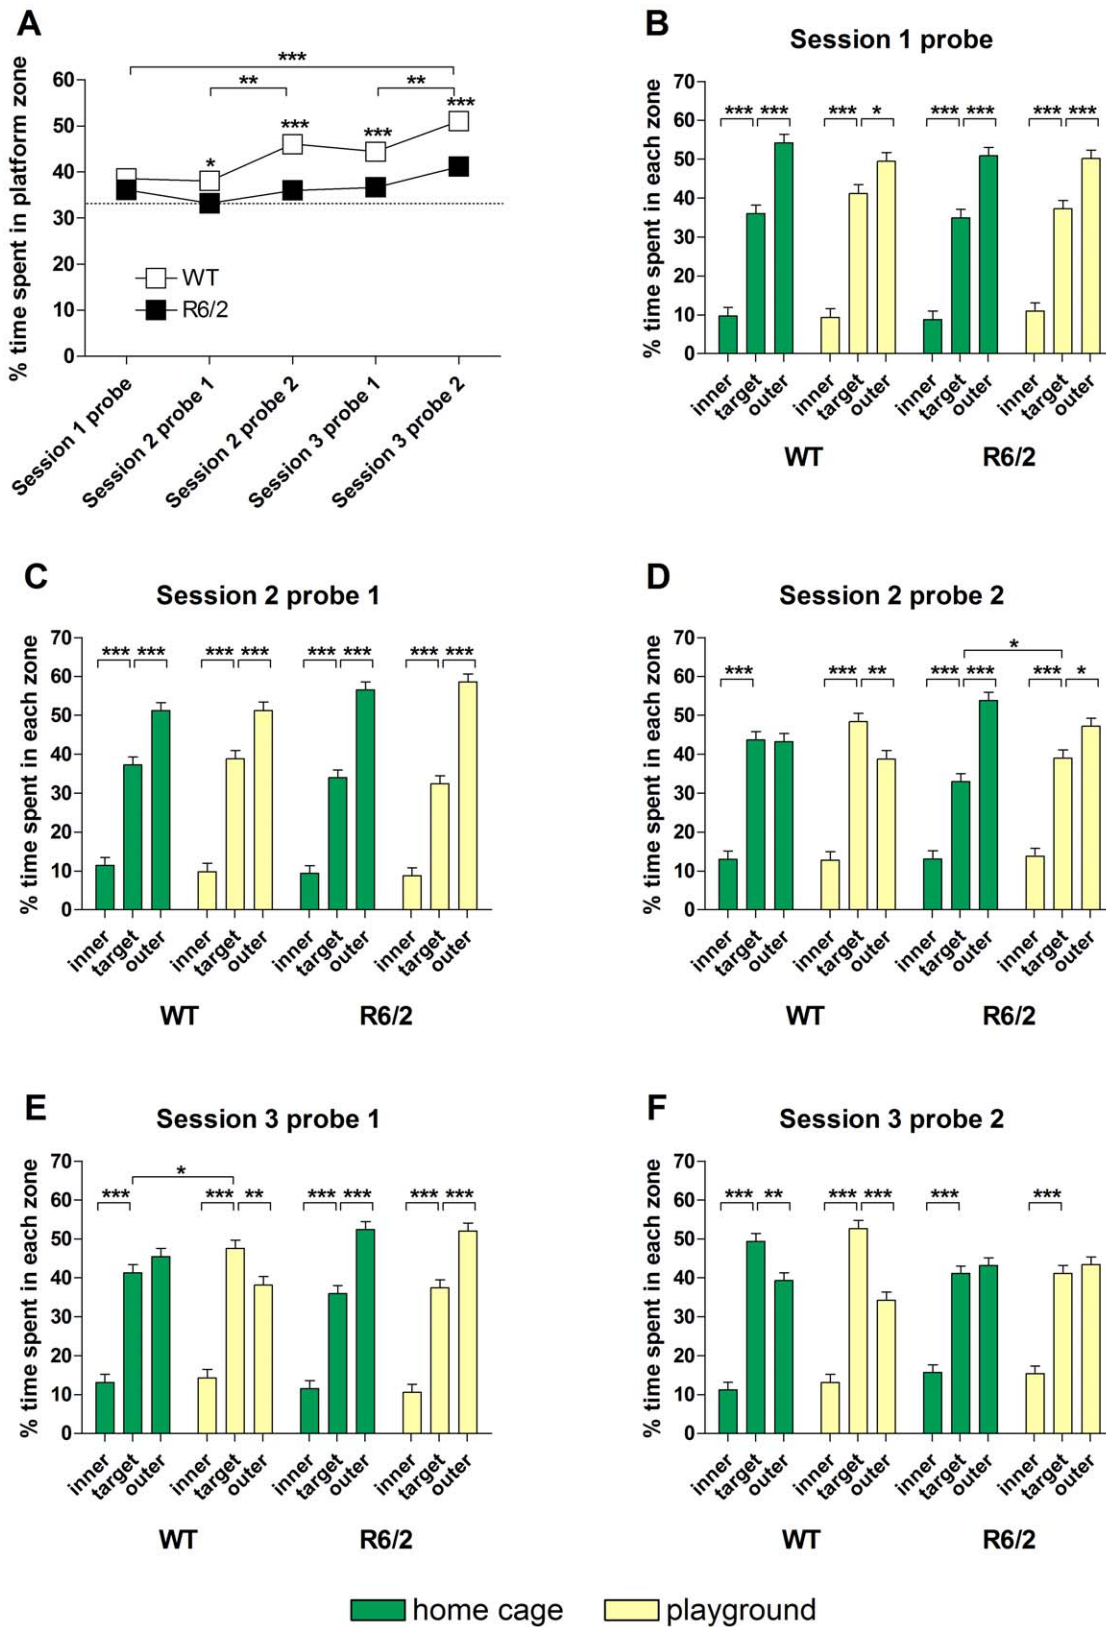 A
% time spent in platform zone
60
50
40
30
20
10
0
***
**
**
*
***
***
***
WT
R6/2
Session 1 probe
Session 2 probe 1
Session 2 probe 2
Session 3 probe 1
Session 3 probe 2
B
Session 1 probe
% time spent in each zone
70
60
50
40
30
20
10
0
*** *** *** * *** *** *** ***
inner target outer inner target outer inner target outer inner target outer
WT R6/2
C
Session 2 probe 1
% time spent in each zone
70
60
50
40
30
20
10
0
*** *** *** *** *** *** *** ***
inner target outer inner target outer inner target outer inner target outer
WT R6/2
D
Session 2 probe 2
% time spent in each zone
70
60
50
40
30
20
10
0
*
*** *** ** *** *** *** *
inner target outer inner target outer inner target outer inner target outer
WT R6/2
E
Session 3 probe 1
% time spent in each zone
70
60
50
40
30
20
10
0
*
*** *** ** *** *** *** ***
inner target outer inner target outer inner target outer inner target outer
WT R6/2
F
Session 3 probe 2
% time spent in each zone
70
60
50
40
30
20
10
0
*** ** *** *** *** ***
inner target outer inner target outer inner target outer inner target outer
WT R6/2
home cage playground